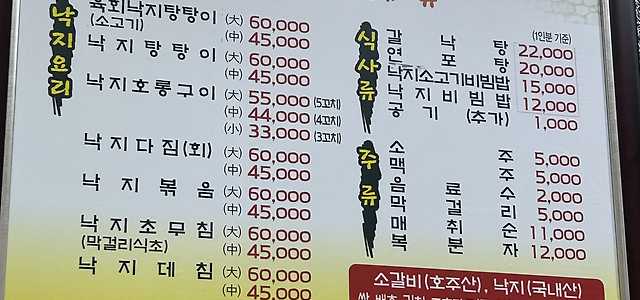 낙지요리
육회낙지탕탕이 (大) 60,000
(소고기) (中) 45,000
낙지탕탕이 (大) 60,000
(中) 45,000
낙지호롱구이 (大) 55,000 (5꼬치)
(中) 44,000 (4꼬치)
(小) 33,000 (3꼬치)
낙지다짐(회) (大) 60,000
(中) 45,000
낙지볶음 (大) 60,000
(中) 45,000
낙지초무침 (大) 60,000
(막걸리식초) (中) 45,000
낙지데침 (大) 60,000
(中) 45,000
식사류
(1인분 기준)
갈낙탕 22,000
연포탕 20,000
낙지소고기비빔밥 15,000
낙지비빔밥 12,000
공기(추가) 1,000
주류
소주 5,000
맥주 5,000
음료수 2,000
막걸리 5,000
매취순 11,000
복분자 12,000
소갈비(호주산), 낙지(국내산)